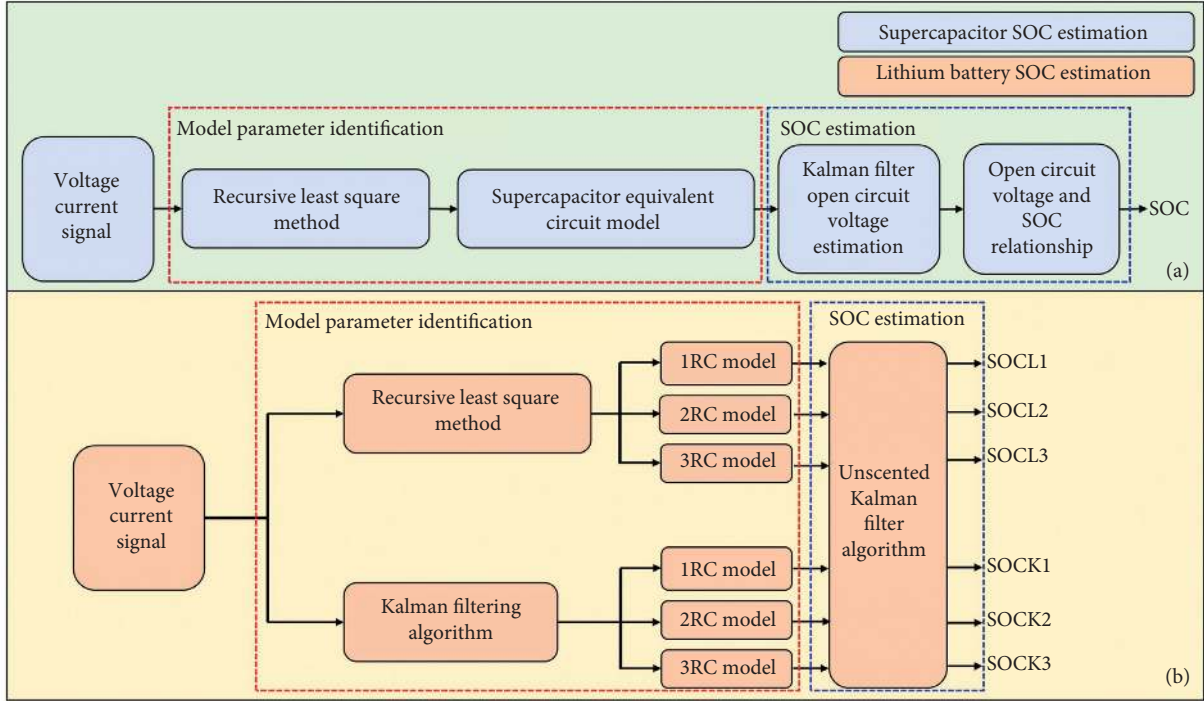 Supercapacitor SOC estimation
Lithium battery SOC estimation
Model parameter identification
SOC estimation
Voltage
current
signal
Recursive least square
method
Supercapacitor equivalent
circuit model
Kalman filter
open circuit
voltage
estimation
Open circuit
voltage and
SOC
relationship
SOC
(a)
Model parameter identification
SOC estimation
Voltage
current
signal
Recursive least square
method
1RC model
2RC model
3RC model
Kalman filtering
algorithm
1RC model
2RC model
3RC model
Unscented
Kalman
filter
algorithm
SOCL1
SOCL2
SOCL3
SOCK1
SOCK2
SOCK3
(b)